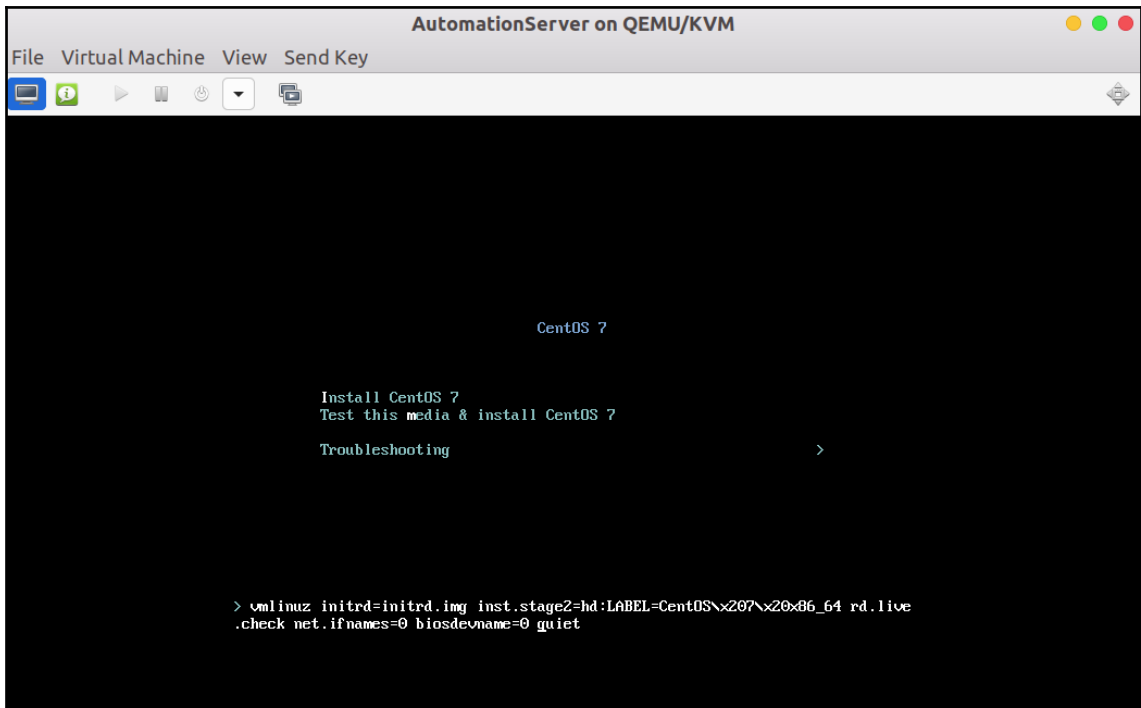 AutomationServer on QEMU/KVM
File Virtual Machine View Send Key
CentOS 7
Install CentOS 7
Test this media & install CentOS 7
Troubleshooting >
> vmlinuz initrd=initrd.img inst.stage2=hd:LABEL=CentOS\x207\x20x86_64 rd.live
.check net.ifnames=0 biosdevname=0 quiet